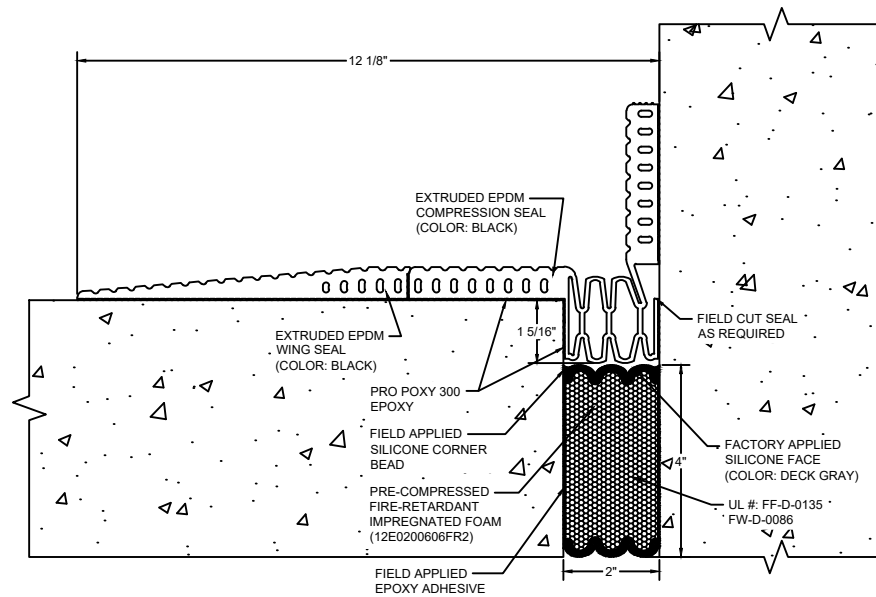 12 1/8"
EXTRUDED EPDM
COMPRESSION SEAL
(COLOR: BLACK)
EXTRUDED EPDM
WING SEAL
(COLOR: BLACK)
1 5/16"
FIELD CUT SEAL
AS REQUIRED
PRO POXY 300
EPOXY
FIELD APPLIED
SILICONE CORNER
BEAD
FACTORY APPLIED
SILICONE FACE
(COLOR: DECK GRAY)
4"
PRE-COMPRESSED
FIRE-RETARDANT
IMPREGNATED FOAM
(12E0200606FR2)
UL #: FF-D-0135
FW-D-0086
FIELD APPLIED
EPOXY ADHESIVE
2"